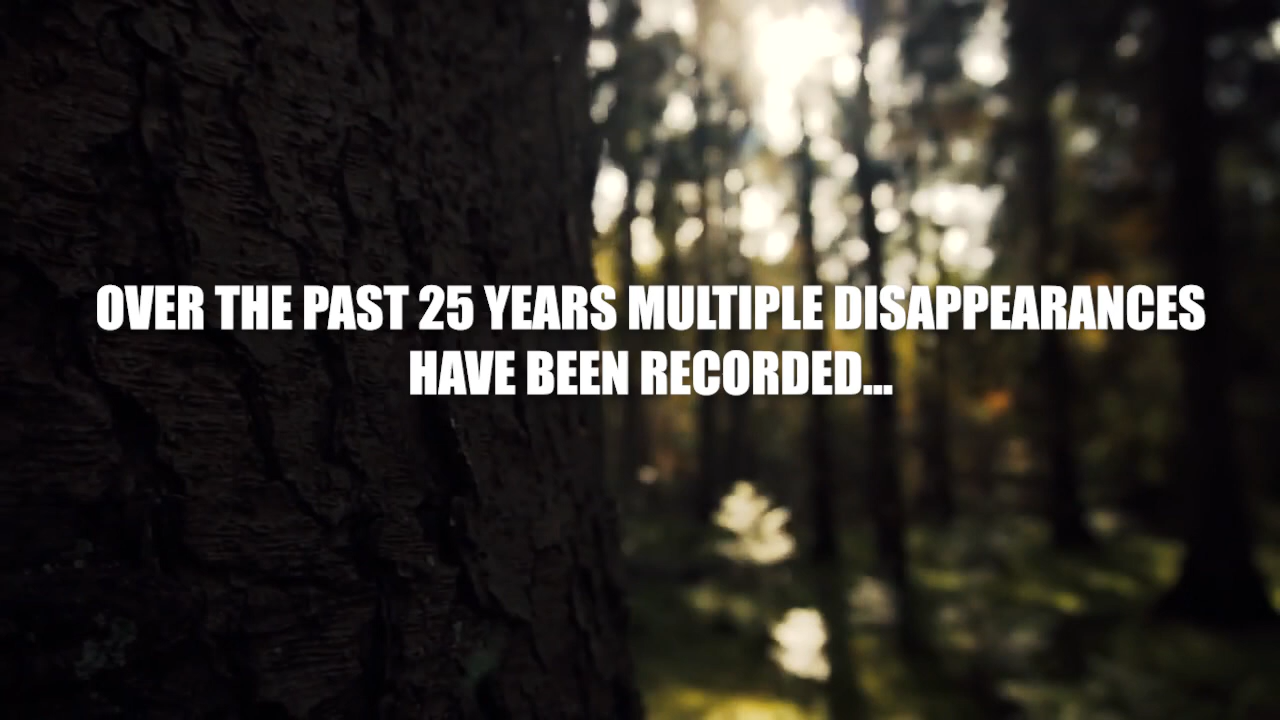 OVER THE PAST 25 YEARS MULTIPLE DISAPPEARANCES
HAVE BEEN RECORDED...